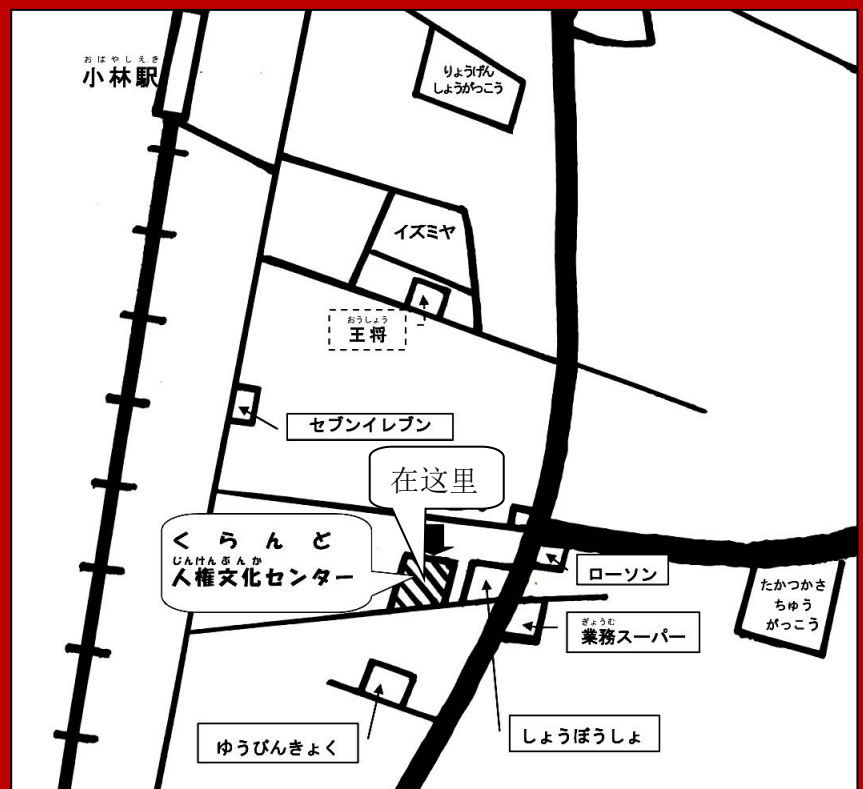 おばやしえき
小林駅
りょうげん
しょうがっこう
イズミヤ
おうしょう
王将
セブンイレブン
在这里
くらんど
じんけんぶんか
人権文化センター
ローソン
たかつかさ
ちゅう
がっこう
ぎょうむ
業務スーパー
ゆうびんきょく
しょうぼうしょ